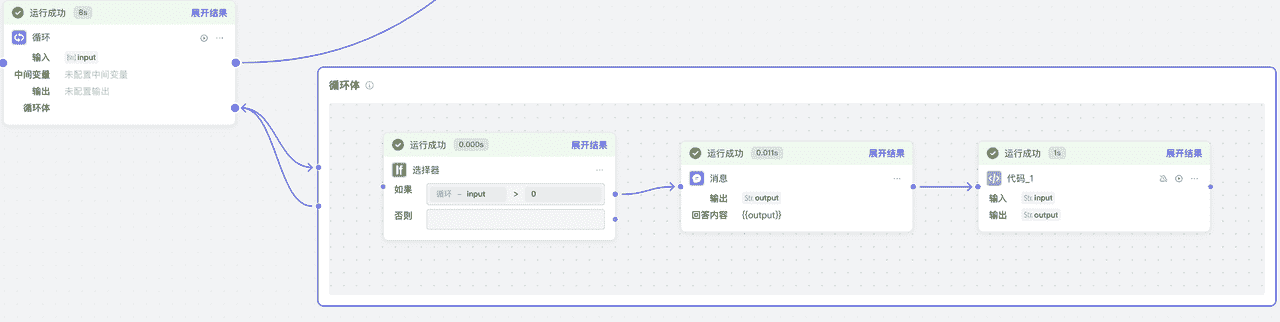 运行成功 8s 展开结果
循环
输入 input
中间变量 未配置中间变量
输出 未配置输出
循环体
循环体
运行成功 0.000s 展开结果
If 选择器
如果 循环 - input > 0
否则
运行成功 0.011s 展开结果
消息
输出 Str. output
回答内容 {{output}}
运行成功 1s 展开结果
代码_1
输入 Str. input
输出 Str. output